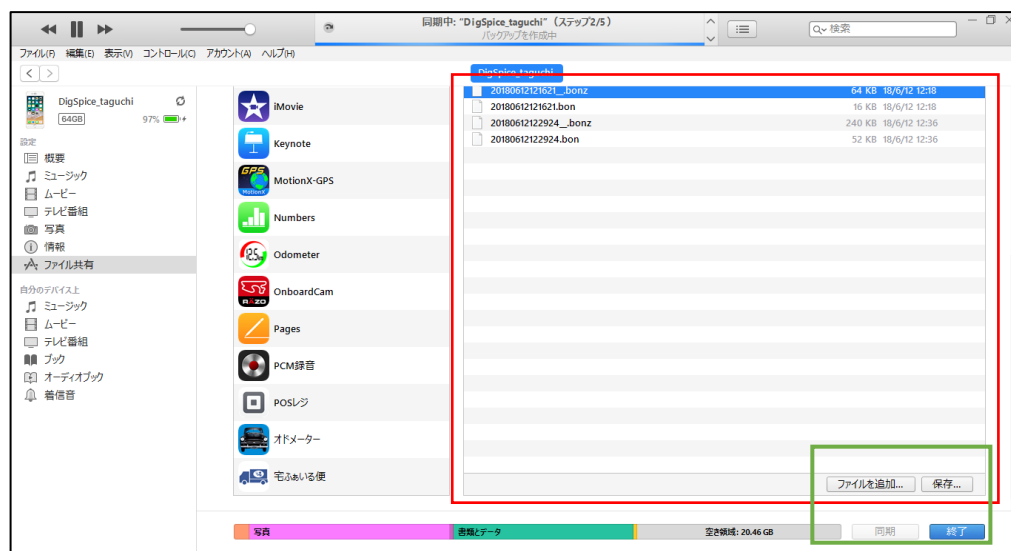 同期中: "DigSpice_taguchi" (ステップ2/5)
バックアップを作成中
検索
ファイル(F) 編集(E) 表示(V) コントロール(C) アカウント(A) ヘルプ(H)
DigSpice_taguchi
DigSpice_taguchi
64GB 97%
設定
概要
ミュージック
ムービー
テレビ番組
写真
情報
ファイル共有
自分のデバイス上
ミュージック
ムービー
テレビ番組
ブック
オーディオブック
着信音
iMovie
Keynote
GPS
MotionX
MotionX-GPS
Numbers
Odometer
RAZO
OnboardCam
Pages
PCM録音
POSレジ
オドメーター
宅ふぁいる便
20180612121621__.bonz 64 KB 18/6/12 12:18
20180612121621.bon 16 KB 18/6/12 12:18
20180612122924__.bonz 240 KB 18/6/12 12:36
20180612122924.bon 52 KB 18/6/12 12:36
ファイルを追加... 保存...
写真 書類とデータ 空き領域: 20.46 GB 同期 終了